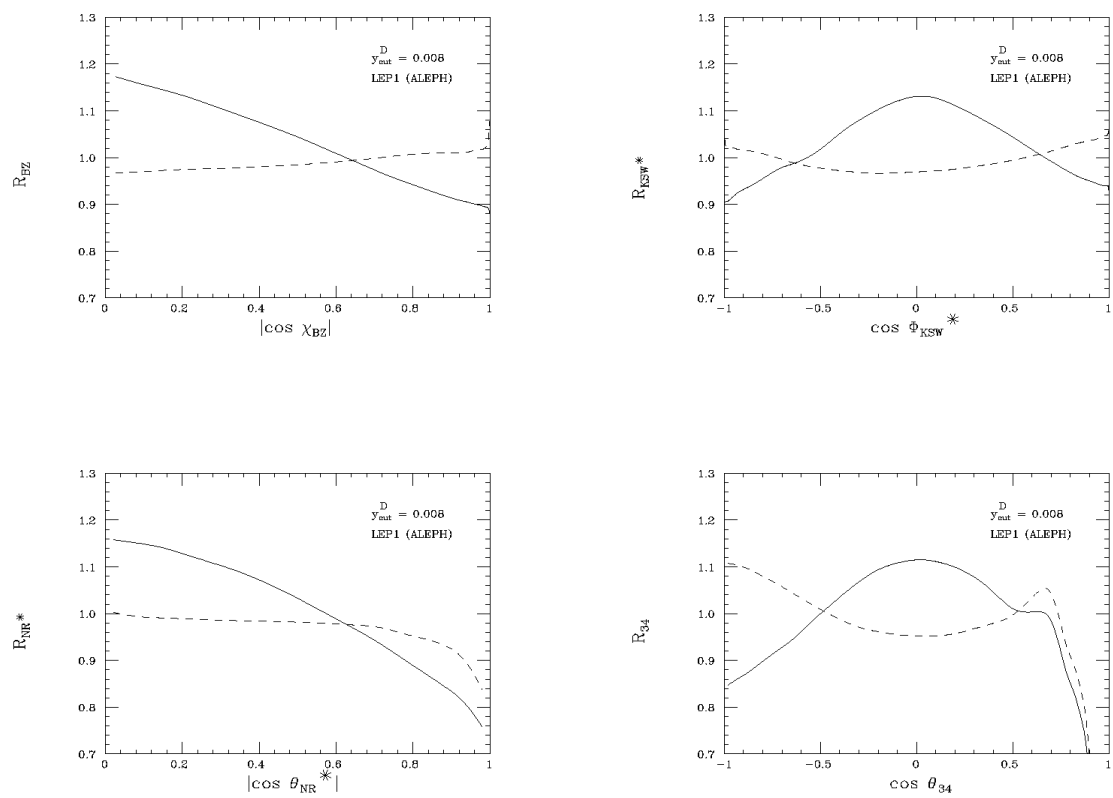 1.3
1.2
1.1
1.0
0.9
0.8
0.7
R_BZ
D
y_cut = 0.008
LEP1 (ALEPH)
0 0.2 0.4 0.6 0.8 1
|cos χ_BZ|
1.3
1.2
1.1
1.0
0.9
0.8
0.7
R_KSW*
D
y_cut = 0.008
LEP1 (ALEPH)
−1 −0.5 0 0.5 1
cos Φ_KSW*
1.3
1.2
1.1
1.0
0.9
0.8
0.7
R_NR*
D
y_cut = 0.008
LEP1 (ALEPH)
0 0.2 0.4 0.6 0.8 1
|cos θ_NR*|
1.3
1.2
1.1
1.0
0.9
0.8
0.7
R_34
D
y_cut = 0.008
LEP1 (ALEPH)
−1 −0.5 0 0.5 1
cos θ_34